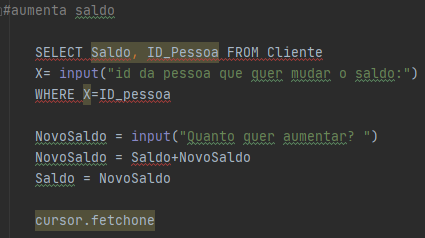 #aumenta saldo
SELECT Saldo, ID_Pessoa FROM Cliente
X= input("id da pessoa que quer mudar o saldo:")
WHERE X=ID_pessoa
NovoSaldo = input("Quanto quer aumentar? ")
NovoSaldo = Saldo+NovoSaldo
Saldo = NovoSaldo
cursor.fetchone